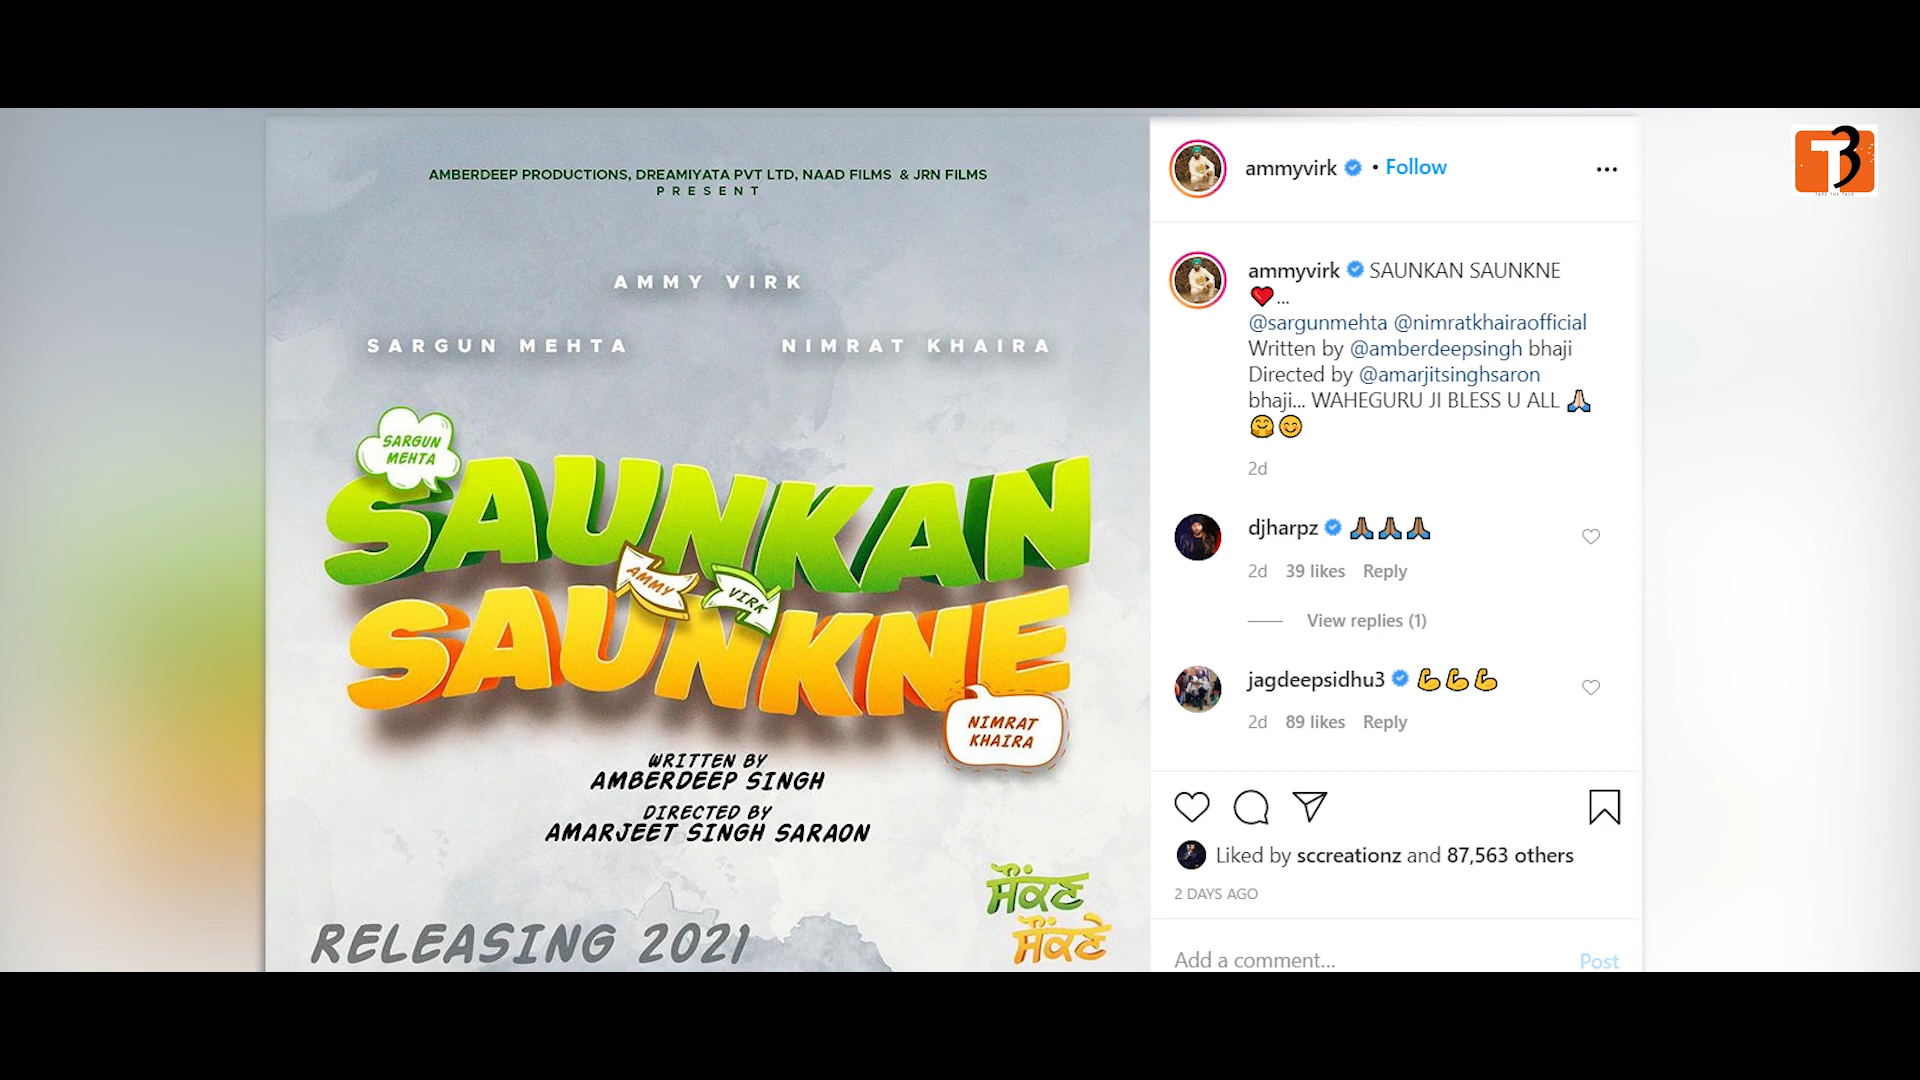 AMBERDEEP PRODUCTIONS, DREAMIYATA PVT LTD, NAAD FILMS & JRN FILMS
PRESENT
AMMY VIRK
SARGUN MEHTA
NIMRAT KHAIRA
SARGUN
MEHTA
SAUNKAN
AMMY
VIRK
SAUNKNE
NIMRAT
KHAIRA
WRITTEN BY
AMBERDEEP SINGH
DIRECTED BY
AMARJEET SINGH SARAON
ਸੌਂਕਣ
ਸੌਂਕਣੇ
RELEASING 2021
ammyvirk • Follow
ammyvirk SAUNKAN SAUNKNE
❤️...
@sargunmehta @nimratkhairaofficial
Written by @amberdeepsingh bhaji
Directed by @amarjitsinghsaron
bhaji... WAHEGURU JI BLESS U ALL 🙏🏻
🤗😊
2d
djharpz 🙏🏽🙏🏽🙏🏽
2d 39 likes Reply
View replies (1)
jagdeepsidhu3 💪💪💪
2d 89 likes Reply
Liked by sccreationz and 87,563 others
2 DAYS AGO
Add a comment...
Post
T3